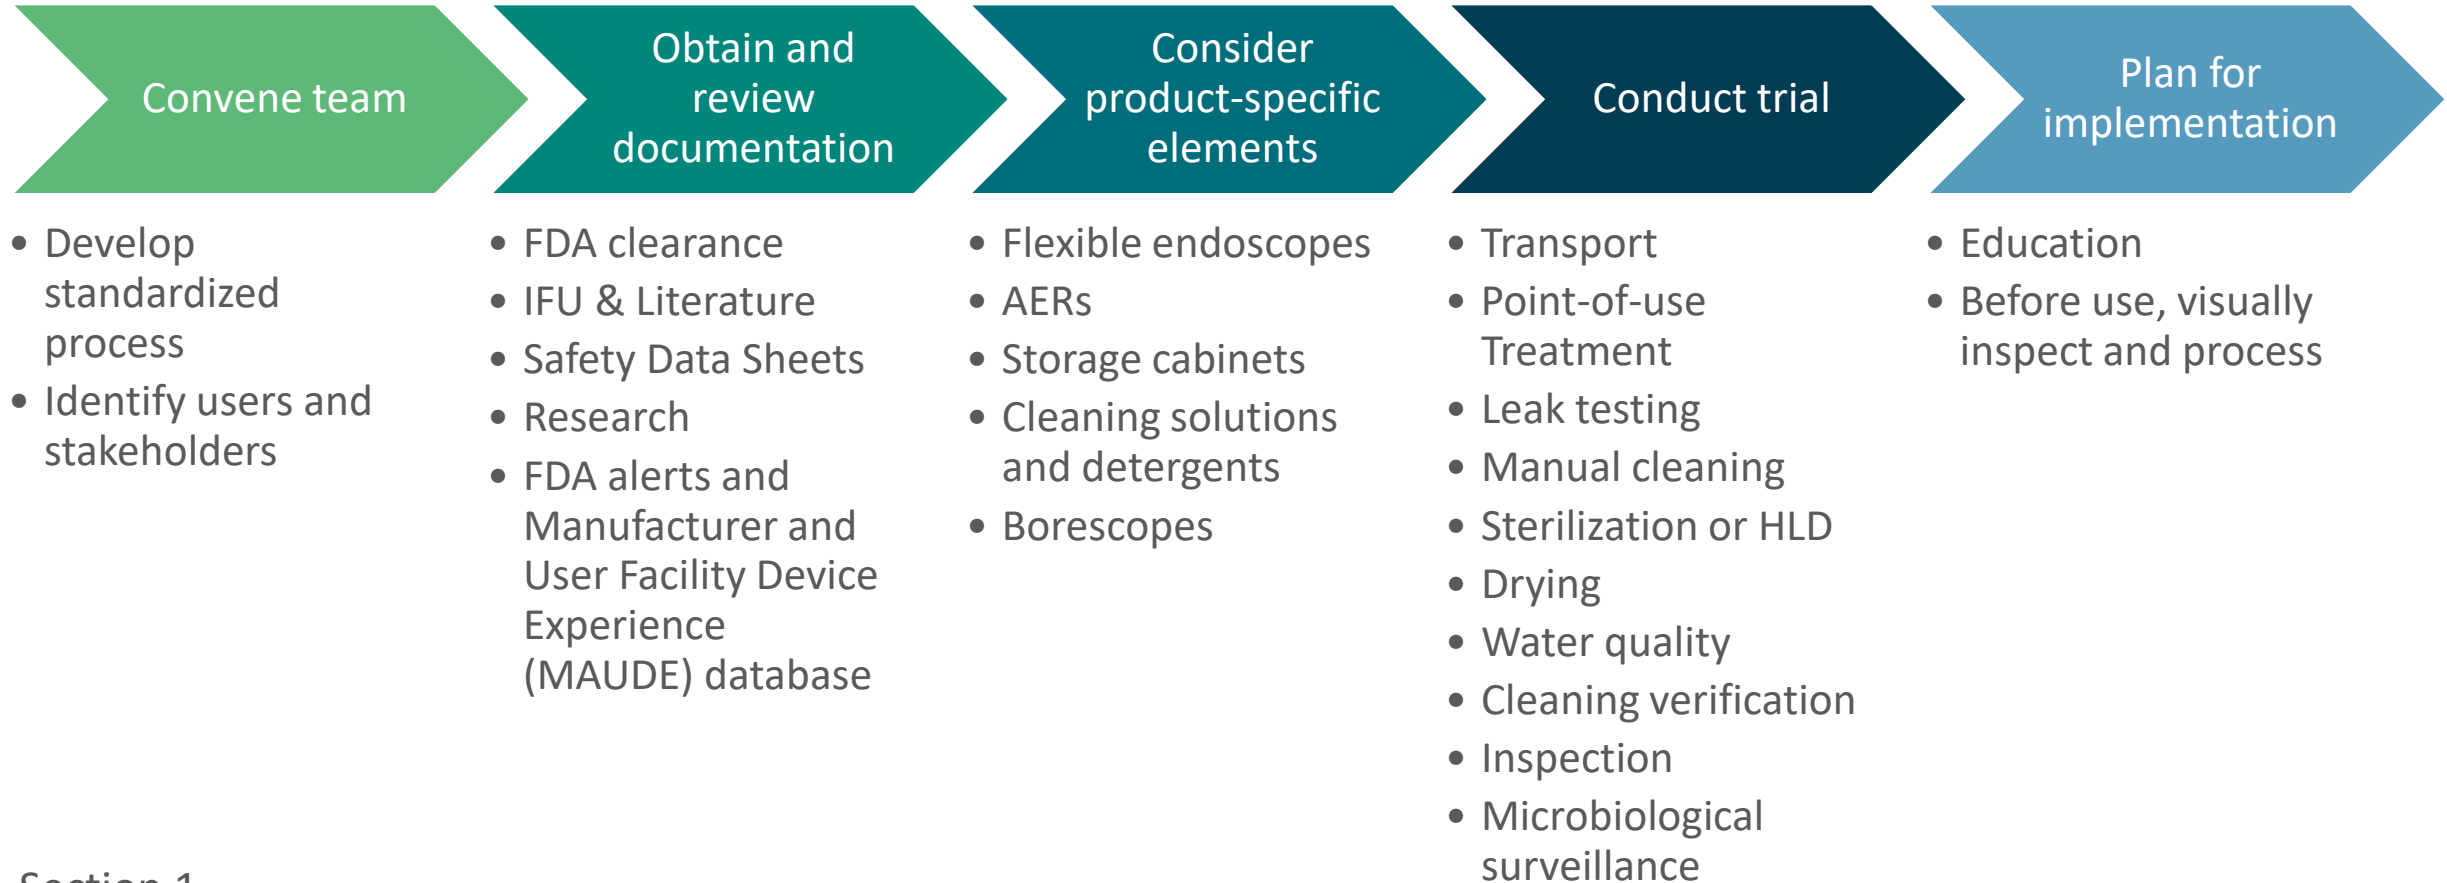 Convene team
Obtain and
review
documentation
Consider
product-specific
elements
Conduct trial
Plan for
implementation
• Develop
standardized
process
• Identify users and
stakeholders
• FDA clearance
• IFU & Literature
• Safety Data Sheets
• Research
• FDA alerts and
Manufacturer and
User Facility Device
Experience
(MAUDE) database
• Flexible endoscopes
• AERs
• Storage cabinets
• Cleaning solutions
and detergents
• Borescopes
• Transport
• Point-of-use
Treatment
• Leak testing
• Manual cleaning
• Sterilization or HLD
• Drying
• Water quality
• Cleaning verification
• Inspection
• Microbiological
surveillance
• Education
• Before use, visually
inspect and process
Section 1